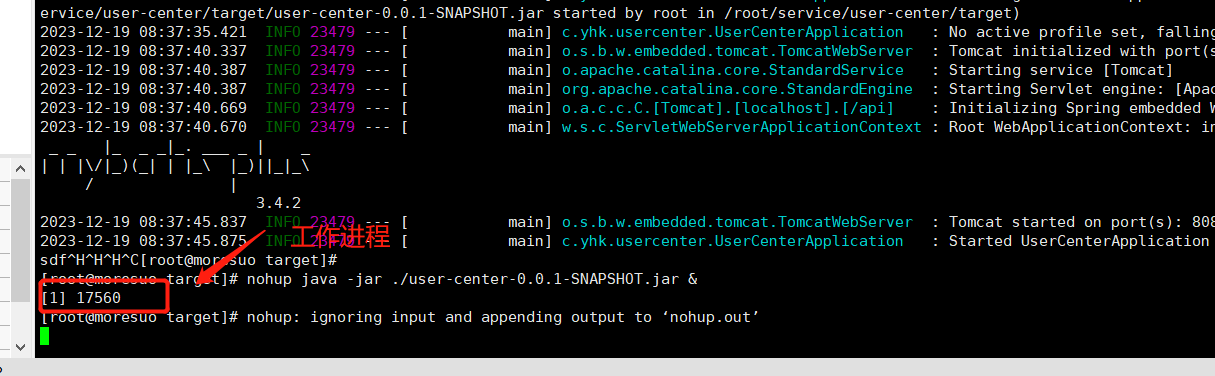 ervice/user-center/target/user-center-0.0.1-SNAPSHOT.jar started by root in /root/service/user-center/target)
2023-12-19 08:37:35.421  INFO 23479 --- [           main] c.yhk.usercenter.UserCenterApplication   : No active profile set, falling
2023-12-19 08:37:40.337  INFO 23479 --- [           main] o.s.b.w.embedded.tomcat.TomcatWebServer  : Tomcat initialized with port(s
2023-12-19 08:37:40.387  INFO 23479 --- [           main] o.apache.catalina.core.StandardService   : Starting service [Tomcat]
2023-12-19 08:37:40.387  INFO 23479 --- [           main] org.apache.catalina.core.StandardEngine  : Starting Servlet engine: [Apac
2023-12-19 08:37:40.669  INFO 23479 --- [           main] o.a.c.c.C.[Tomcat].[localhost].[/api]    : Initializing Spring embedded W
2023-12-19 08:37:40.670  INFO 23479 --- [           main] w.s.c.ServletWebServerApplicationContext : Root WebApplicationContext: in
 _ _   |_  _ _|_. ___ _ |    _
| | |\/|_)(_| | |_\  |_)||_|_\
     /               |
                        3.4.2
2023-12-19 08:37:45.837  INFO 23479 --- [           main] o.s.b.w.embedded.tomcat.TomcatWebServer  : Tomcat started on port(s): 808
2023-12-19 08:37:45.875  INFO 23479 --- [           main] c.yhk.usercenter.UserCenterApplication   : Started UserCenterApplication
工作进程
sdf^H^H^H^C[root@moresuo target]#
[root@moresuo target]# nohup java -jar ./user-center-0.0.1-SNAPSHOT.jar &
[1] 17560
[root@moresuo target]# nohup: ignoring input and appending output to ‘nohup.out’